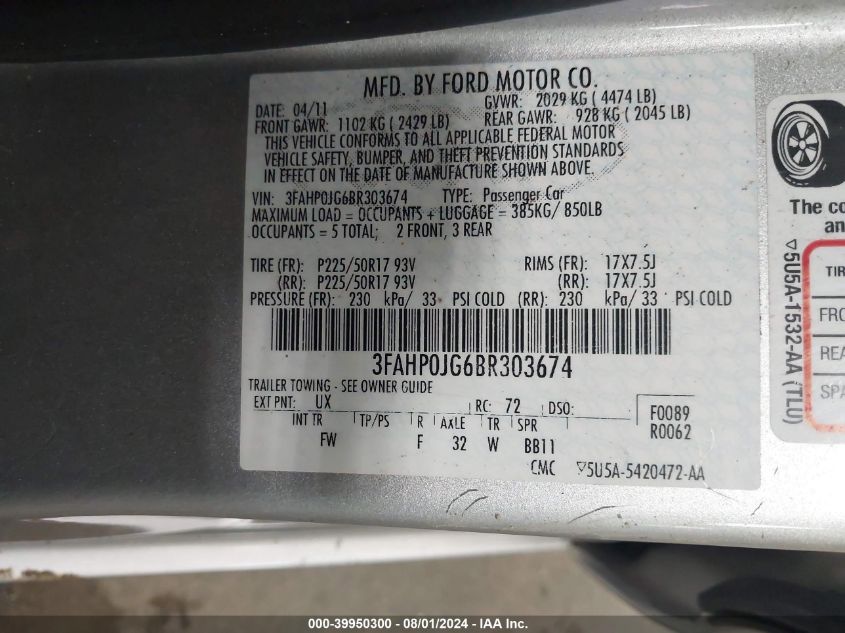 MFD. BY FORD MOTOR CO.
DATE: 04/11 GVWR: 2029 KG ( 4474 LB)
FRONT GAWR: 1102 KG ( 2429 LB) REAR GAWR: 928 KG ( 2045 LB)
THIS VEHICLE CONFORMS TO ALL APPLICABLE FEDERAL MOTOR
VEHICLE SAFETY, BUMPER, AND THEFT PREVENTION STANDARDS
IN EFFECT ON THE DATE OF MANUFACTURE SHOWN ABOVE.
VIN: 3FAHP0JG6BR303674 TYPE: Passenger Car
MAXIMUM LOAD = OCCUPANTS + LUGGAGE = 385KG/ 850LB
OCCUPANTS = 5 TOTAL; 2 FRONT, 3 REAR
TIRE (FR): P225/50R17 93V RIMS (FR): 17X7.5J
(RR): P225/50R17 93V (RR): 17X7.5J
PRESSURE (FR): 230 kPa/ 33 PSI COLD (RR): 230 kPa/ 33 PSI COLD
3FAHP0JG6BR303674
TRAILER TOWING - SEE OWNER GUIDE
EXT PNT: UX RC: 72 DSO: F0089
INT TR TP/PS R AXLE TR SPR R0062
FW F 32 W BB11
CMC ▽5U5A-5420472-AA
The co
an
▽5U5A-1532-AA (TLU)
TIR
FRO
REA
SPA
000-39950300 - 08/01/2024 - IAA Inc.